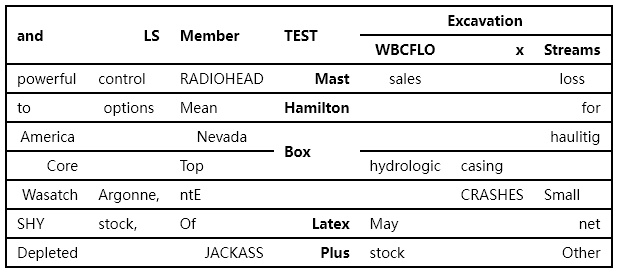 Excavation
and LS Member TEST
WBCFLO x Streams
powerful control RADIOHEAD Mast sales loss
to options Mean Hamilton for
America Nevada haulitig
Box
Core Top hydrologic casing
Wasatch Argonne, ntE CRASHES Small
SHY stock, Of Latex May net
Depleted JACKASS Plus stock Other